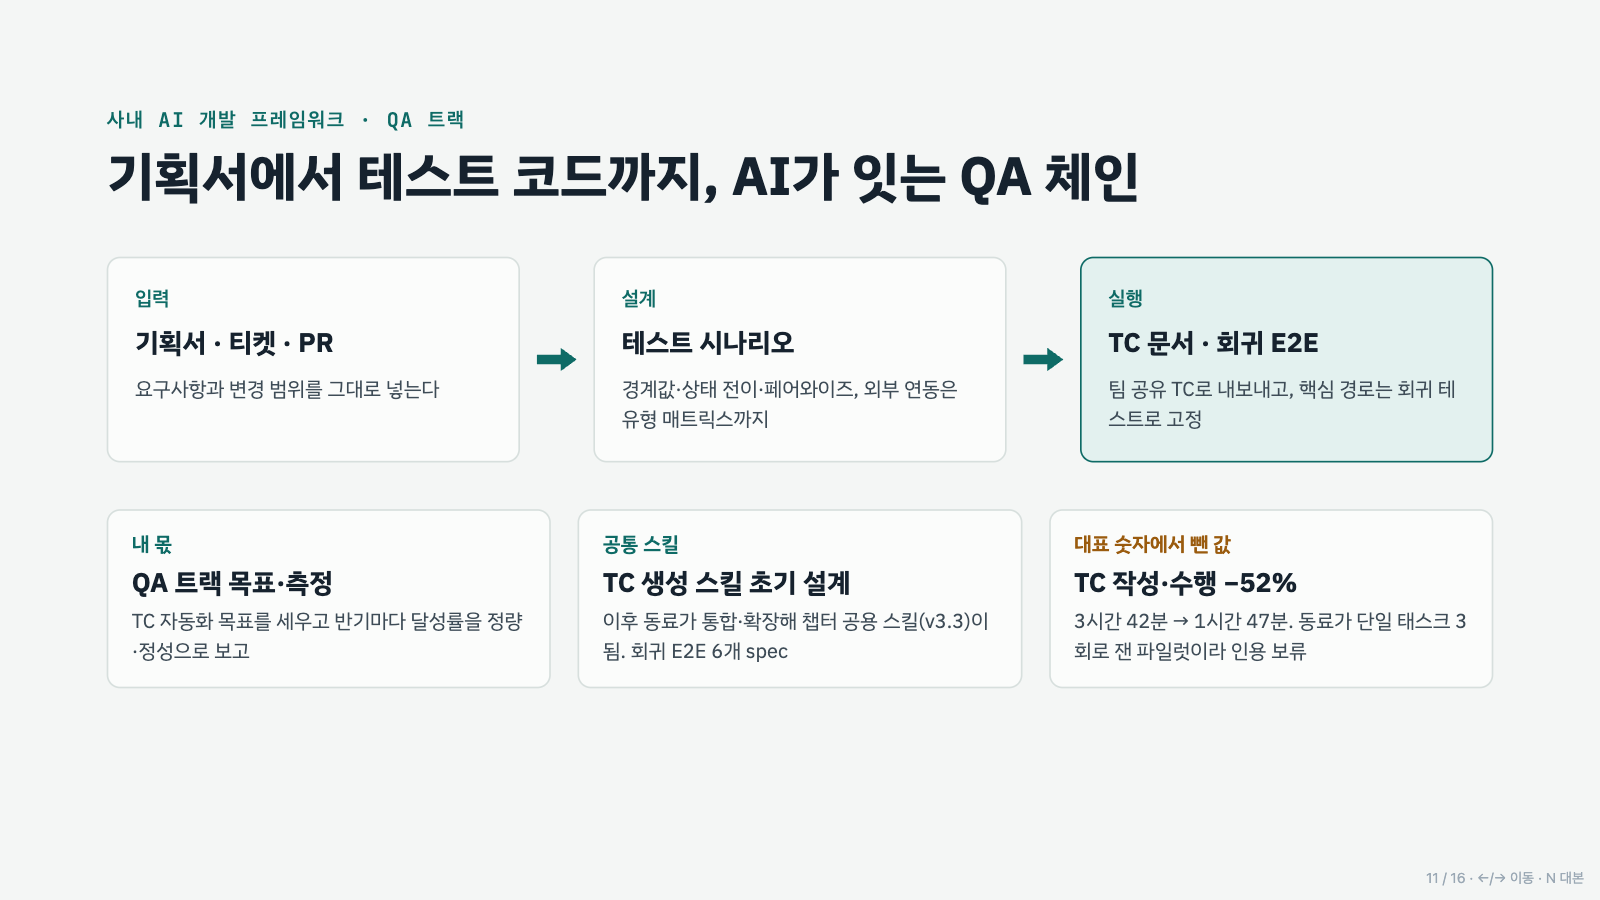 사내 AI 개발 프레임워크 · QA 트랙
기획서에서 테스트 코드까지, AI가 잇는 QA 체인
입력
기획서 · 티켓 · PR
요구사항과 변경 범위를 그대로 넣는다
설계
테스트 시나리오
경계값·상태 전이·페어와이즈, 외부 연동은
유형 매트릭스까지
실행
TC 문서 · 회귀 E2E
팀 공유 TC로 내보내고, 핵심 경로는 회귀 테
스트로 고정
내 몫
QA 트랙 목표·측정
TC 자동화 목표를 세우고 반기마다 달성률을 정량
·정성으로 보고
공통 스킬
TC 생성 스킬 초기 설계
이후 동료가 통합·확장해 챕터 공용 스킬(v3.3)이
됨. 회귀 E2E 6개 spec
대표 숫자에서 뺀 값
TC 작성·수행 −52%
3시간 42분 → 1시간 47분. 동료가 단일 태스크 3
회로 잰 파일럿이라 인용 보류
11 / 16 · ←/→ 이동 · N 대본